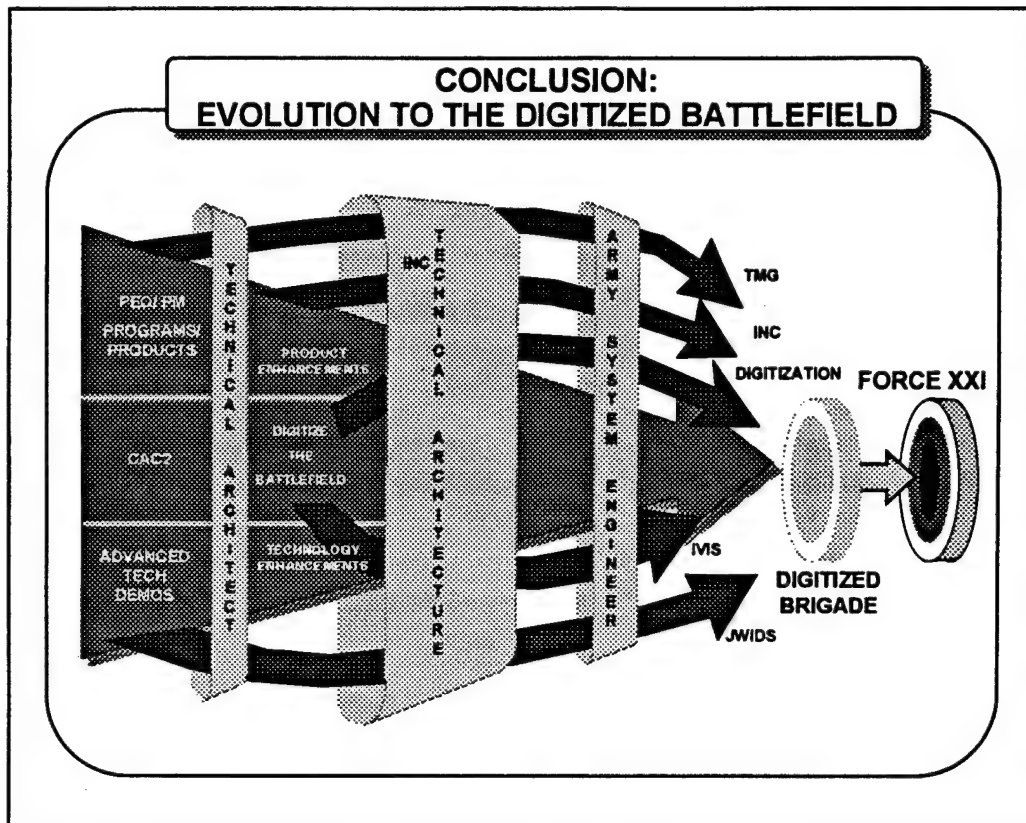 CONCLUSION:
EVOLUTION TO THE DIGITIZED BATTLEFIELD
PEO/PM
PROGRAMS/
PRODUCTS
CAC2
ADVANCED
TECH
DEMOS
TECHNICAL ARCHITECT
PRODUCT
ENHANCEMENTS
DIGITIZE
THE
BATTLEFIELD
TECHNOLOGY
ENHANCEMENTS
INC
TECHNICAL ARCHITECTURE
ARMY SYSTEM ENGINEER
TMG
INC
DIGITIZATION
IVIS
JWIDS
DIGITIZED
BRIGADE
FORCE XXI